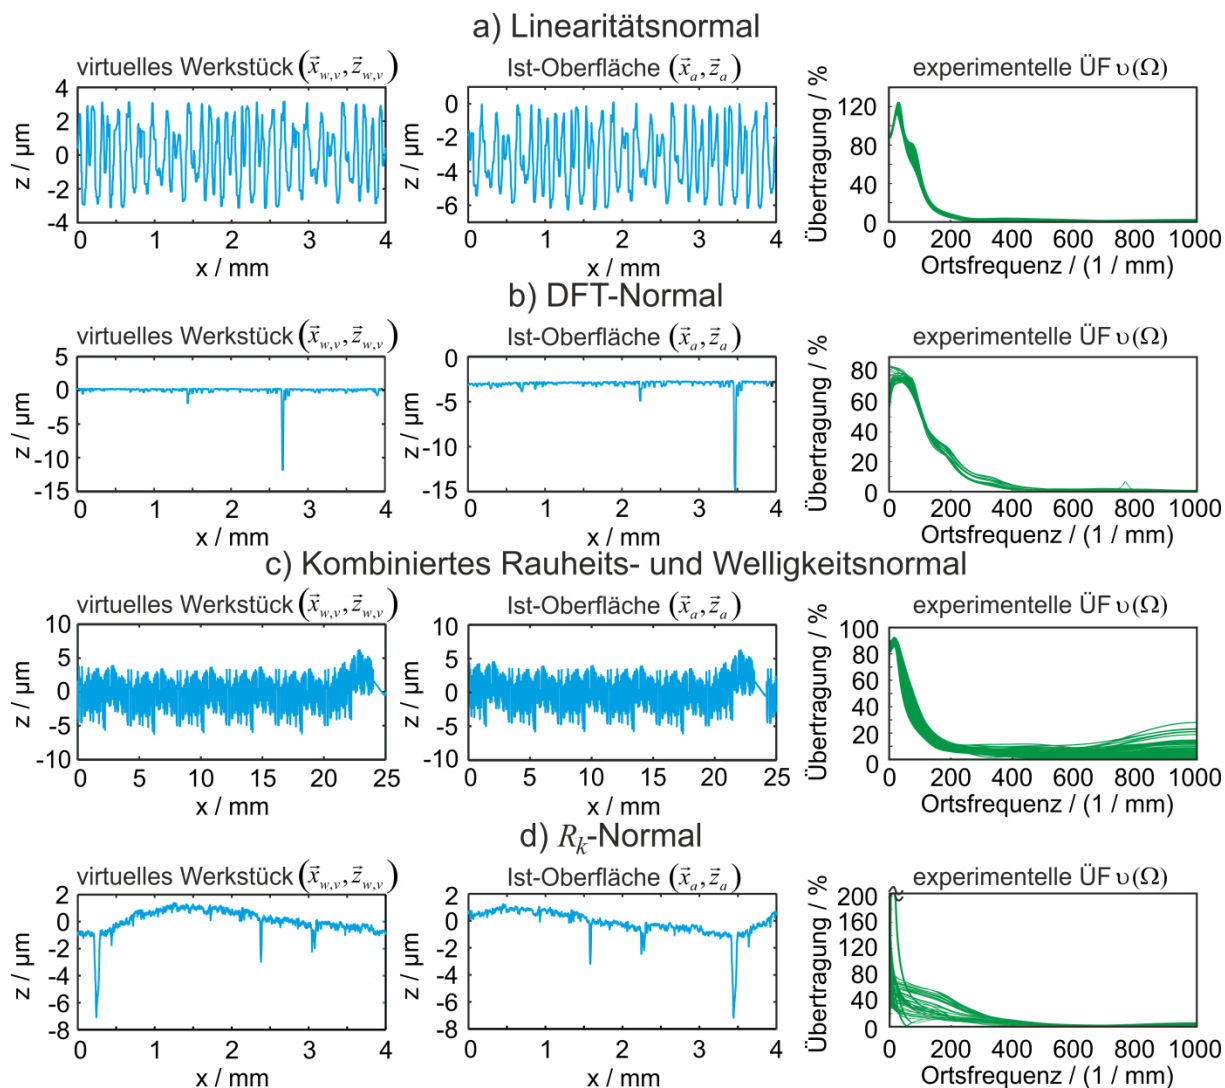 a) Linearitätsnormal
virtuelles Werkstück (x⃗w,v, z⃗w,v)
z / µm
4
2
0
-2
-4
0 1 2 3 4
x / mm
Ist-Oberfläche (x⃗a, z⃗a)
z / µm
0
-2
-4
-6
0 1 2 3 4
x / mm
experimentelle ÜF υ(Ω)
Übertragung / %
120
80
40
0
0 200 400 600 800 1000
Ortsfrequenz / (1 / mm)
b) DFT-Normal
virtuelles Werkstück (x⃗w,v, z⃗w,v)
z / µm
5
0
-5
-10
-15
0 1 2 3 4
x / mm
Ist-Oberfläche (x⃗a, z⃗a)
z / µm
0
-5
-10
-15
0 1 2 3 4
x / mm
experimentelle ÜF υ(Ω)
Übertragung / %
80
60
40
20
0
0 200 400 600 800 1000
Ortsfrequenz / (1 / mm)
c) Kombiniertes Rauheits- und Welligkeitsnormal
virtuelles Werkstück (x⃗w,v, z⃗w,v)
z / µm
10
5
0
-5
-10
0 5 10 15 20 25
x / mm
Ist-Oberfläche (x⃗a, z⃗a)
z / µm
10
5
0
-5
-10
0 5 10 15 20 25
x / mm
experimentelle ÜF υ(Ω)
Übertragung / %
100
80
60
40
20
0
0 200 400 600 800 1000
Ortsfrequenz / (1 / mm)
d) Rk-Normal
virtuelles Werkstück (x⃗w,v, z⃗w,v)
z / µm
2
0
-2
-4
-6
-8
0 1 2 3 4
x / mm
Ist-Oberfläche (x⃗a, z⃗a)
z / µm
2
0
-2
-4
-6
-8
0 1 2 3 4
x / mm
experimentelle ÜF υ(Ω)
Übertragung / %
200
160
120
80
40
0
0 200 400 600 800 1000
Ortsfrequenz / (1 / mm)